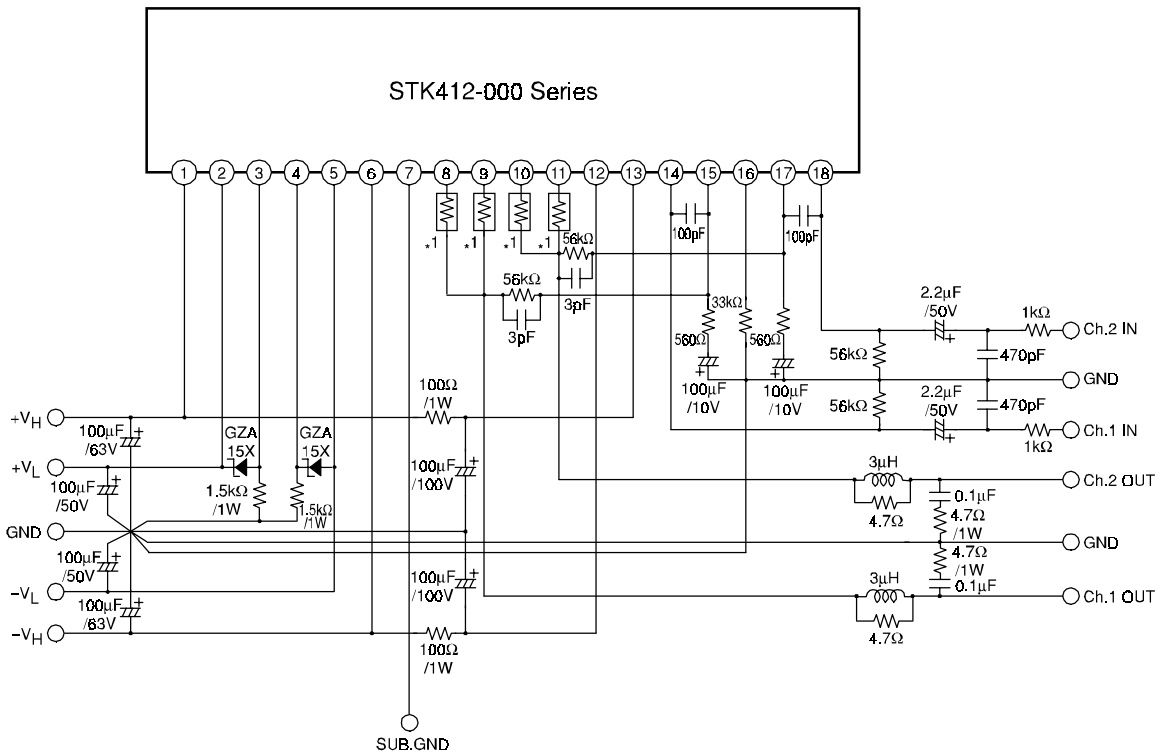 STK412-000 Series
1 2 3 4 5 6 7 8 9 10 11 12 13 14 15 16 17 18
*1 *1 *1 *1
100pF
100pF
56kΩ
3pF
56kΩ
3pF
33kΩ
560Ω
560Ω
100µF
/10V
100µF
/10V
2.2µF
/50V
1kΩ
Ch.2 IN
56kΩ
470pF
GND
56kΩ
2.2µF
/50V
470pF
1kΩ
Ch.1 IN
100Ω
/1W
+VH
100µF
/63V
GZA
15X
GZA
15X
+VL
100µF
/50V
1.5kΩ
/1W
1.5kΩ
/1W
100µF
/100V
3µH
4.7Ω
Ch.2 OUT
0.1µF
4.7Ω
/1W
GND
GND
4.7Ω
/1W
0.1µF
100µF
/50V
100µF
/100V
−VL
100µF
/63V
3µH
4.7Ω
Ch.1 OUT
−VH
100Ω
/1W
SUB.GND